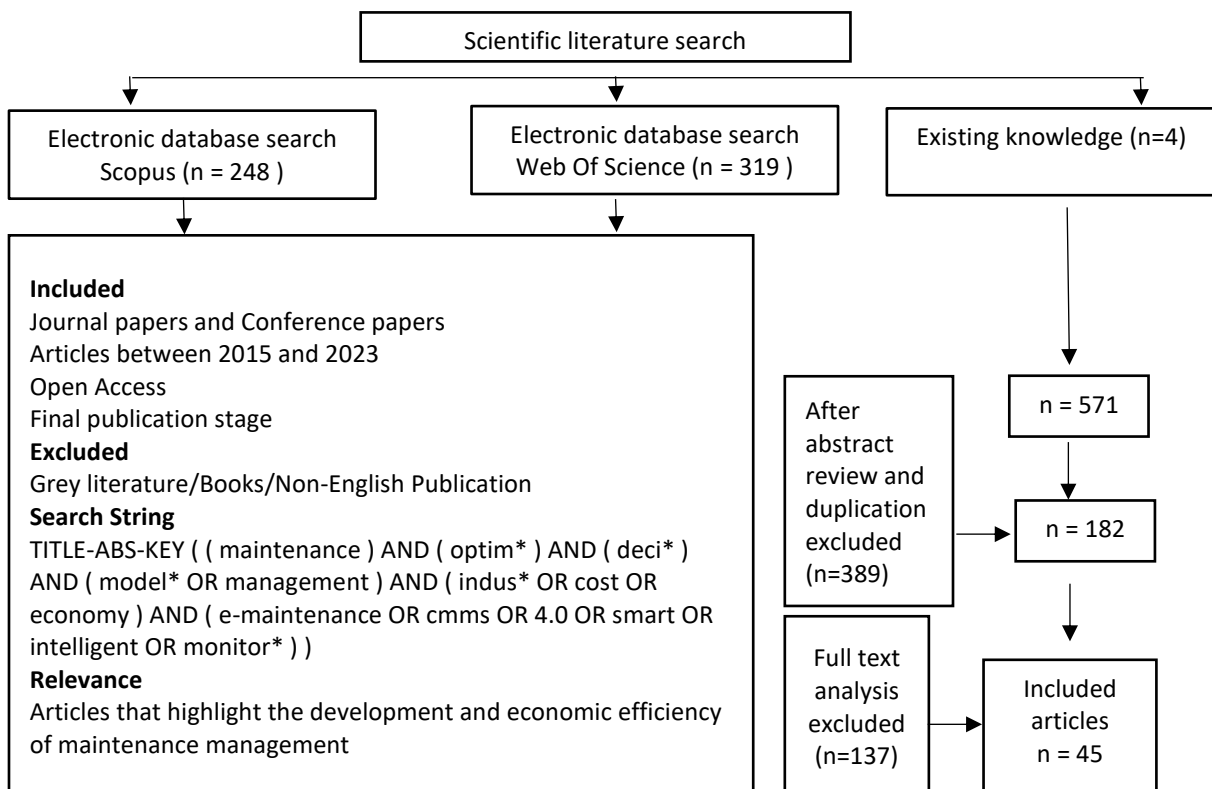 Scientific literature search
Electronic database search
Scopus (n = 248 )
Electronic database search
Web Of Science (n = 319 )
Existing knowledge (n=4)
Included
Journal papers and Conference papers
Articles between 2015 and 2023
Open Access
Final publication stage
Excluded
Grey literature/Books/Non-English Publication
Search String
TITLE-ABS-KEY ( ( maintenance ) AND ( optim* ) AND ( deci* )
AND ( model* OR management ) AND ( indus* OR cost OR
economy ) AND ( e-maintenance OR cmms OR 4.0 OR smart OR
intelligent OR monitor* ) )
Relevance
Articles that highlight the development and economic efficiency
of maintenance management
After
abstract
review and
duplication
excluded
(n=389)
n = 571
n = 182
Full text
analysis
excluded
(n=137)
Included
articles
n = 45